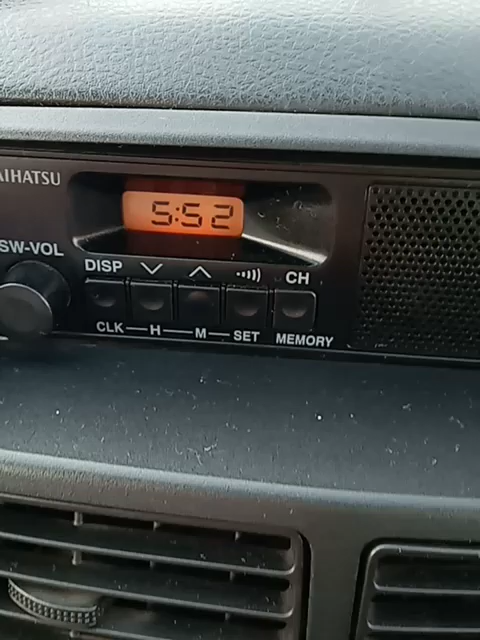 AIHATSU
5:52
SW-VOL
DISP CH
CLK H M SET MEMORY